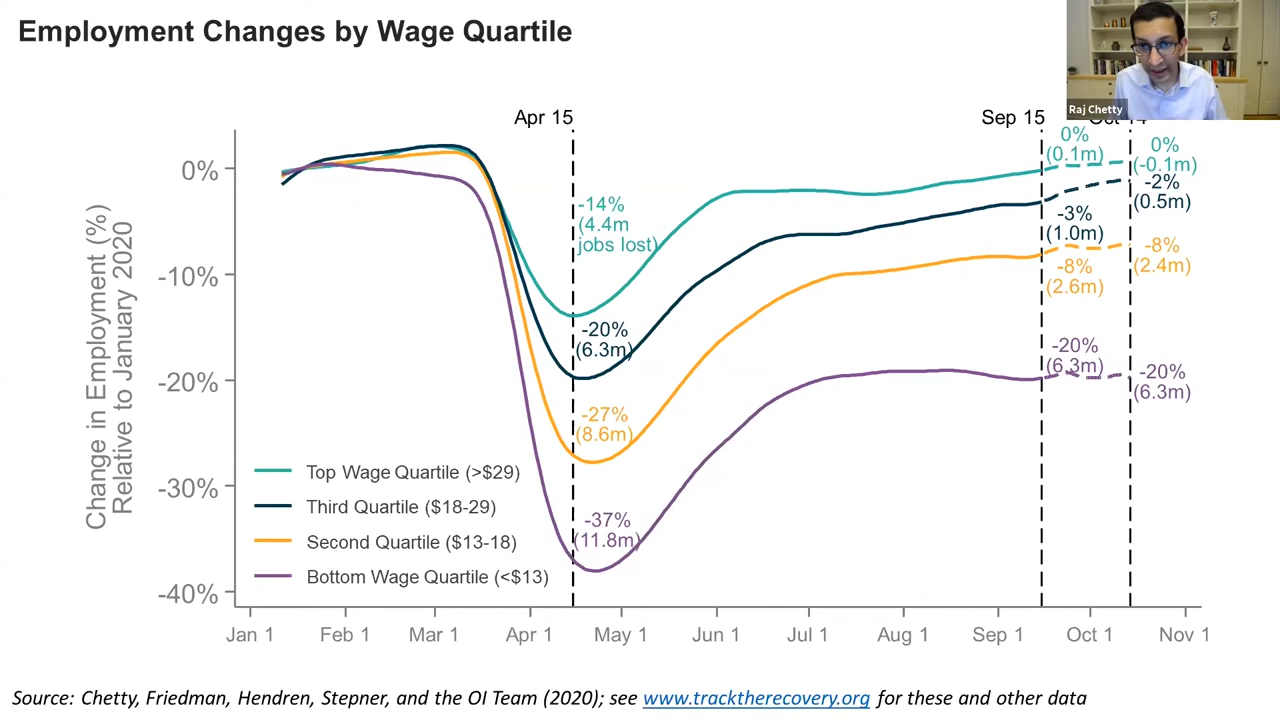 Employment Changes by Wage Quartile
Raj Chetty
Apr 15
Sep 15
0%
-10%
-20%
-30%
-40%
Change in Employment (%)
Relative to January 2020
-14%
(4.4m
jobs lost)
-20%
(6.3m)
-27%
(8.6m)
-37%
(11.8m)
0%
(0.1m)
-3%
(1.0m)
-8%
(2.6m)
-20%
(6.3m)
0%
(-0.1m)
-2%
(0.5m)
-8%
(2.4m)
-20%
(6.3m)
Top Wage Quartile (>$29)
Third Quartile ($18-29)
Second Quartile ($13-18)
Bottom Wage Quartile (<$13)
Jan 1 Feb 1 Mar 1 Apr 1 May 1 Jun 1 Jul 1 Aug 1 Sep 1 Oct 1 Nov 1
Source: Chetty, Friedman, Hendren, Stepner, and the OI Team (2020); see www.tracktherecovery.org for these and other data